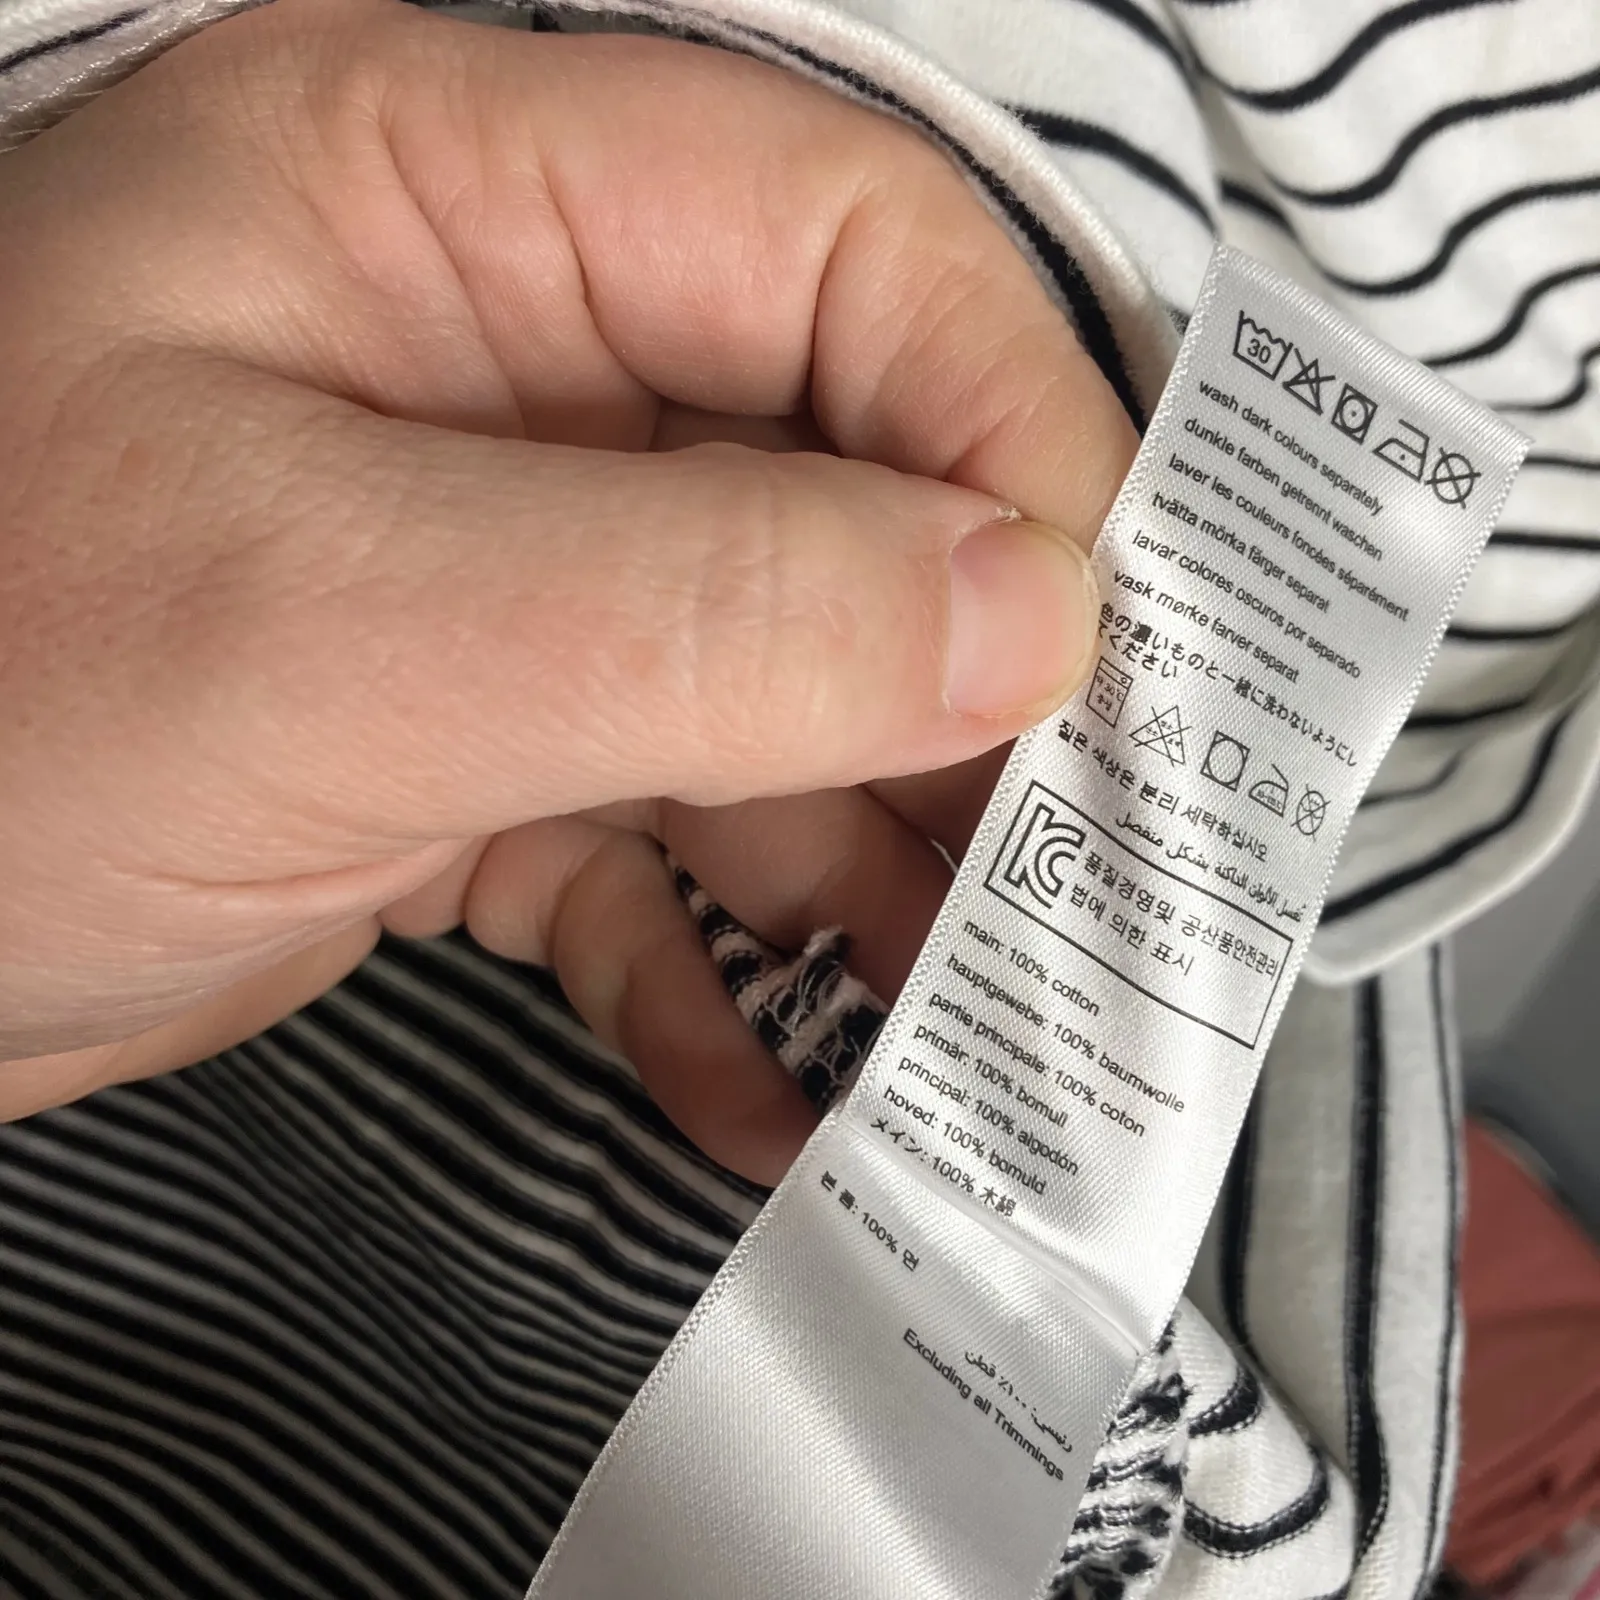 30
wash dark colours separately
dunkle farben getrennt waschen
laver les couleurs foncées séparément
tvätta mörka färger separat
lavar colores oscuros por separado
vask mørke farver separat
色の濃いものと一緒に洗わないようにし
てください
짙은 색상은 분리 세탁하십시오
تغسل الألوان الداكنة بشكل منفصل
KC 품질경영및 공산품안전관리
법에 의한 표시
main: 100% cotton
hauptgewebe: 100% baumwolle
partie principale: 100% coton
primär: 100% bomull
principal: 100% algodón
hoved: 100% bomuld
メイン: 100% 木綿
본 품: 100% 면
رئيسي: ١٠٠٪ قطن
Excluding all Trimmings